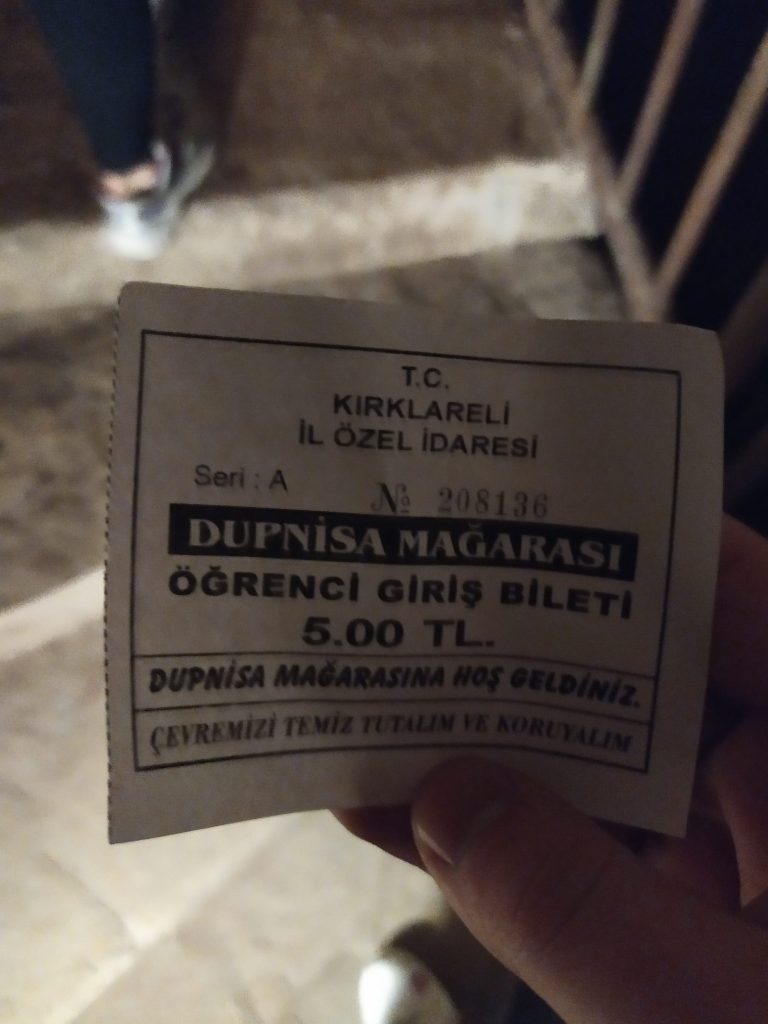 T.C.
KIRKLARELİ
İL ÖZEL İDARESİ
Seri : A № 208136
DUPNİSA MAĞARASI
ÖĞRENCİ GİRİŞ BİLETİ
5.00 TL.
DUPNİSA MAĞARASINA HOŞ GELDİNİZ.
ÇEVREMİZİ TEMİZ TUTALIM VE KORUYALIM